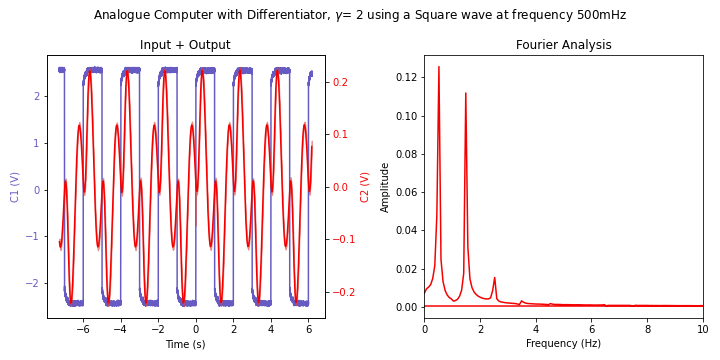 Analogue Computer with Differentiator, γ= 2 using a Square wave at frequency 500mHz
Input + Output
C1 (V)
2
1
0
−1
−2
0.2
0.1
0.0
−0.1
−0.2
C2 (V)
−6 −4 −2 0 2 4 6
Time (s)
Fourier Analysis
Amplitude
0.12
0.10
0.08
0.06
0.04
0.02
0.00
0 2 4 6 8 10
Frequency (Hz)